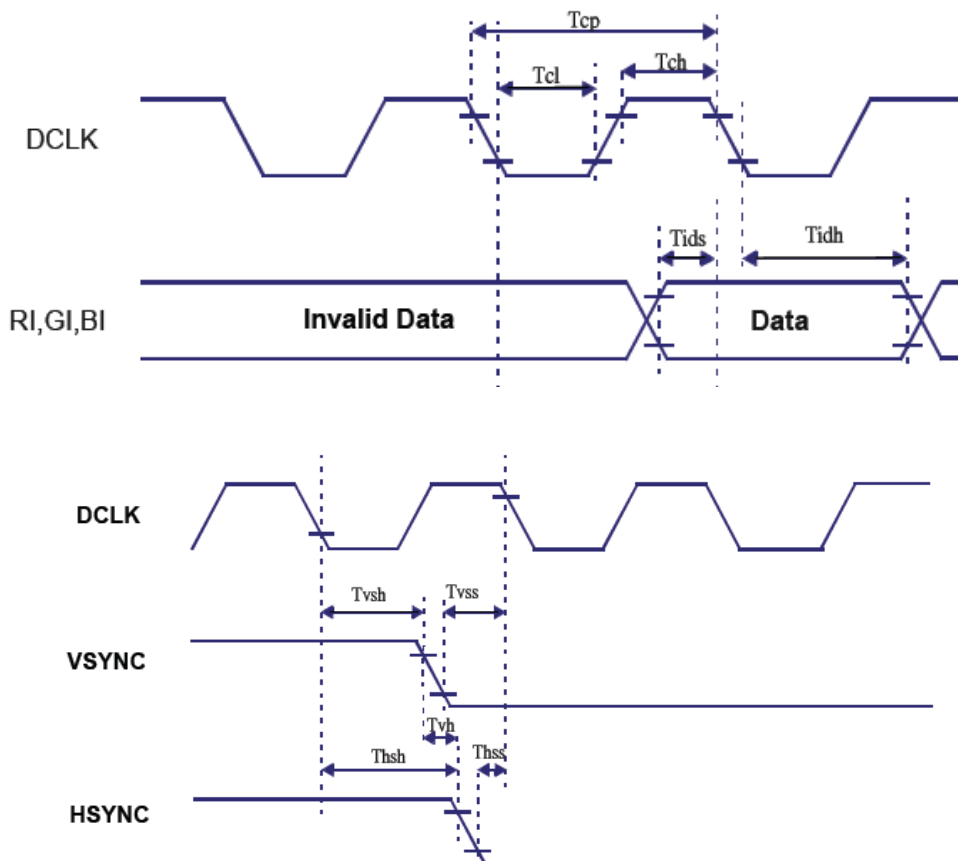 Tcp
Tcl
Tch
DCLK
Tids
Tidh
RI,GI,BI
Invalid Data
Data
DCLK
Tvsh
Tvss
VSYNC
Tvh
Thsh
Thss
HSYNC